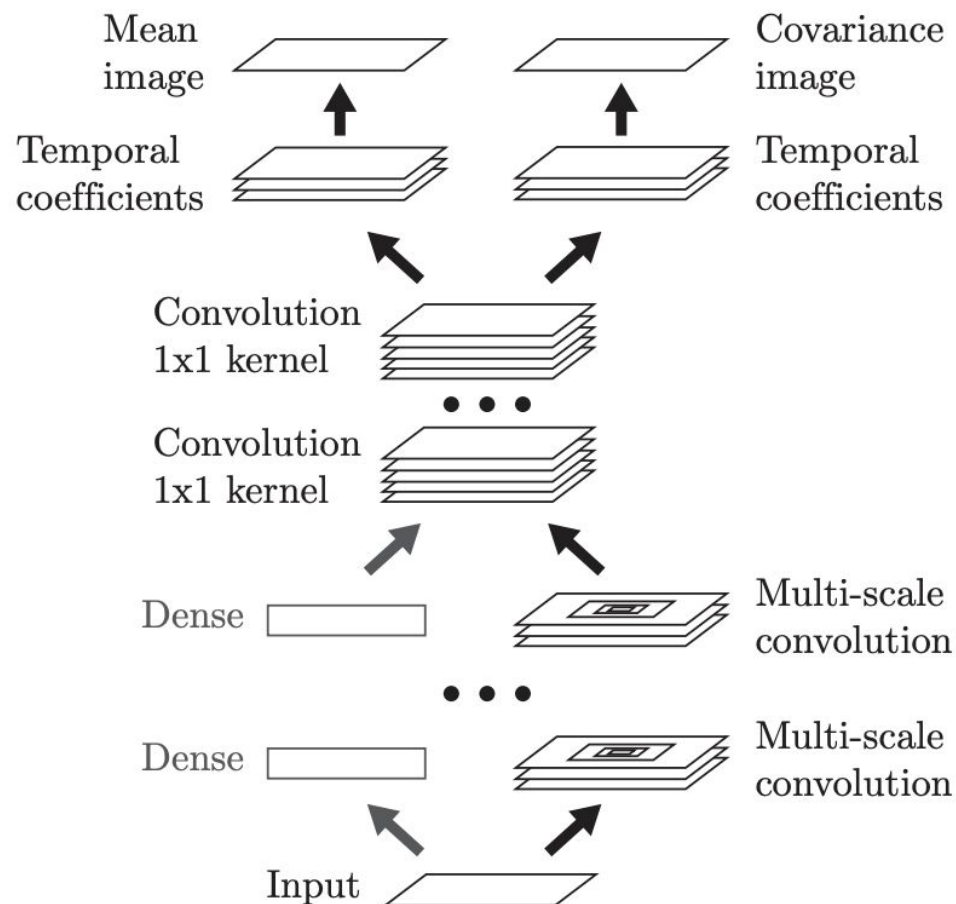 Mean
image
Covariance
image
Temporal
coefficients
Temporal
coefficients
Convolution
1x1 kernel
Convolution
1x1 kernel
Dense
Multi-scale
convolution
Dense
Multi-scale
convolution
Input